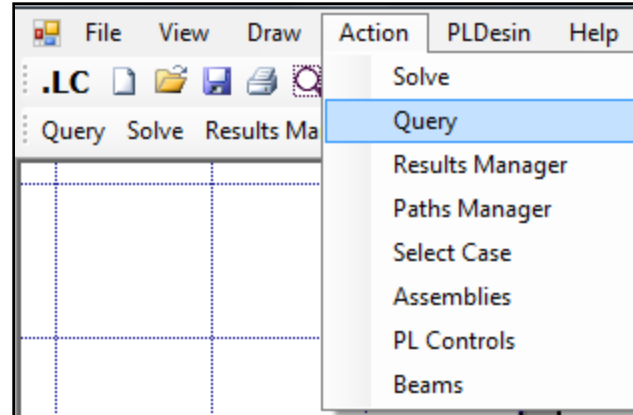 File View Draw Action PLDesin Help
.LC
Query Solve Results Ma
Solve
Query
Results Manager
Paths Manager
Select Case
Assemblies
PL Controls
Beams